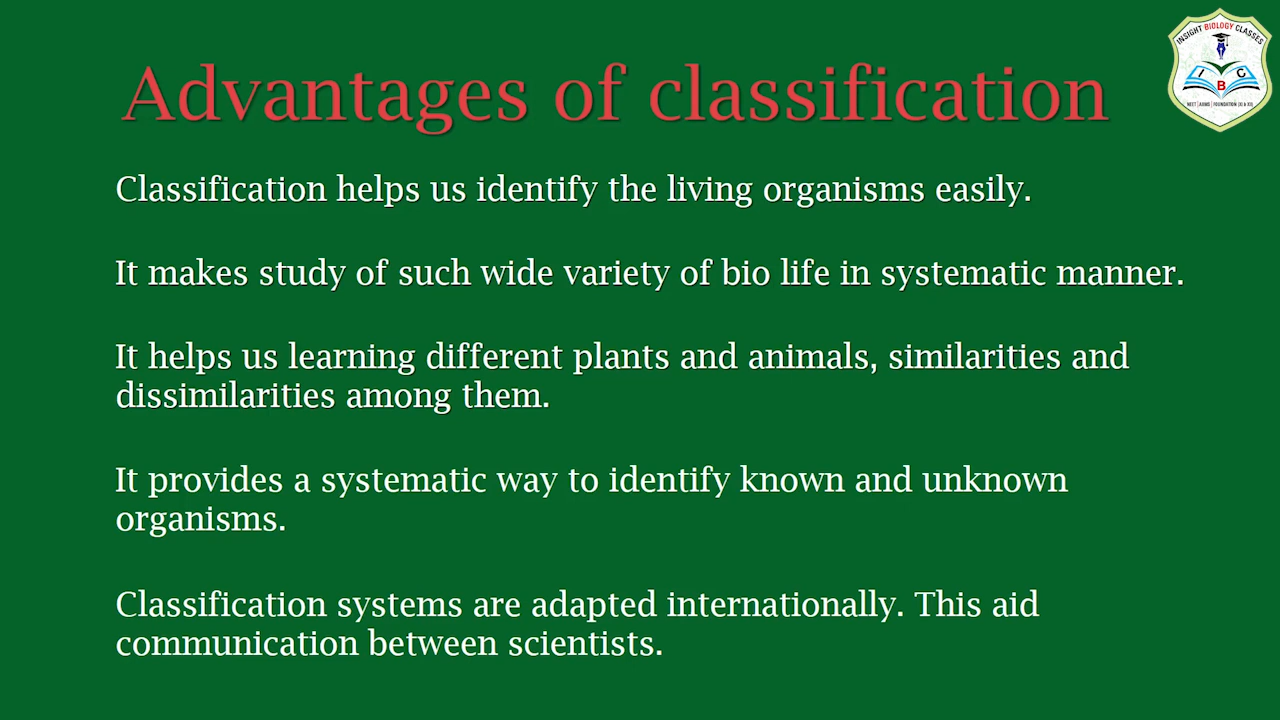 INSIGHT BIOLOGY CLASSES
I C
B
NEET | AIIMS | FOUNDATION (XI & XII)
Advantages of classification
Classification helps us identify the living organisms easily.
It makes study of such wide variety of bio life in systematic manner.
It helps us learning different plants and animals, similarities and
dissimilarities among them.
It provides a systematic way to identify known and unknown
organisms.
Classification systems are adapted internationally. This aid
communication between scientists.